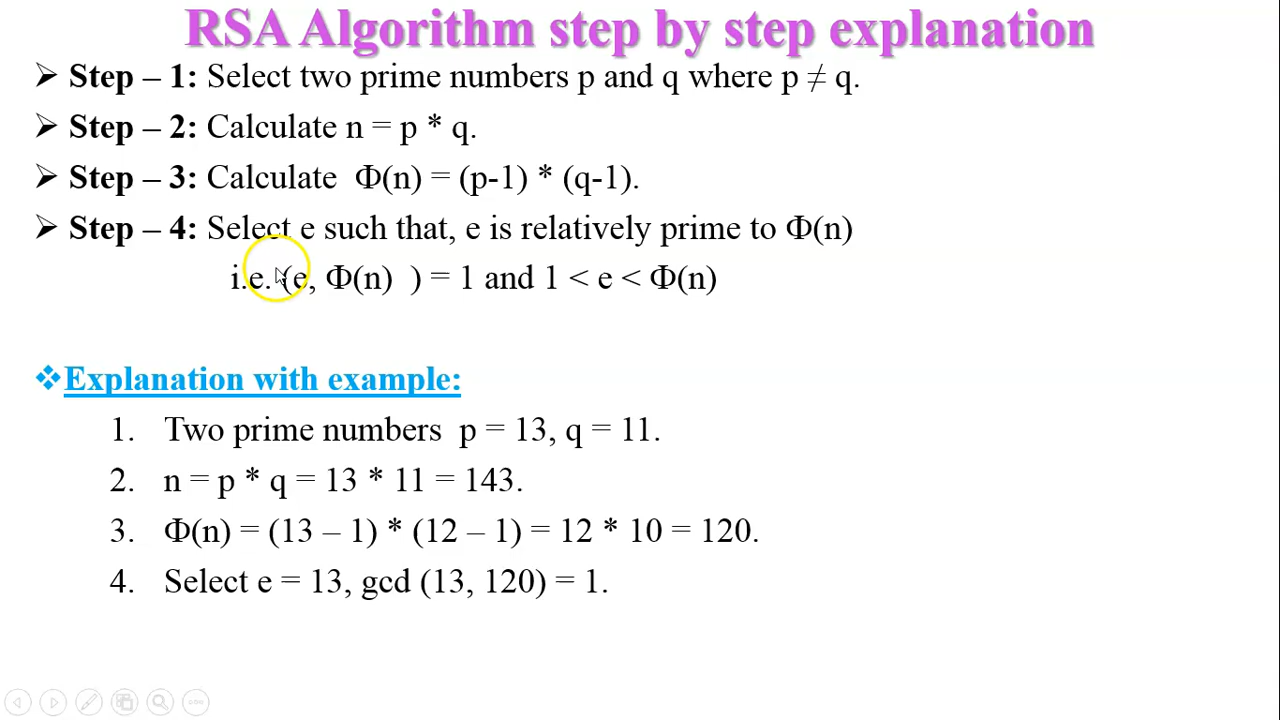 RSA Algorithm step by step explanation
➢ Step – 1: Select two prime numbers p and q where p ≠ q.
➢ Step – 2: Calculate n = p * q.
➢ Step – 3: Calculate Φ(n) = (p-1) * (q-1).
➢ Step – 4: Select e such that, e is relatively prime to Φ(n)
i.e. (e, Φ(n) ) = 1 and 1 < e < Φ(n)
❖Explanation with example:
1. Two prime numbers p = 13, q = 11.
2. n = p * q = 13 * 11 = 143.
3. Φ(n) = (13 – 1) * (12 – 1) = 12 * 10 = 120.
4. Select e = 13, gcd (13, 120) = 1.